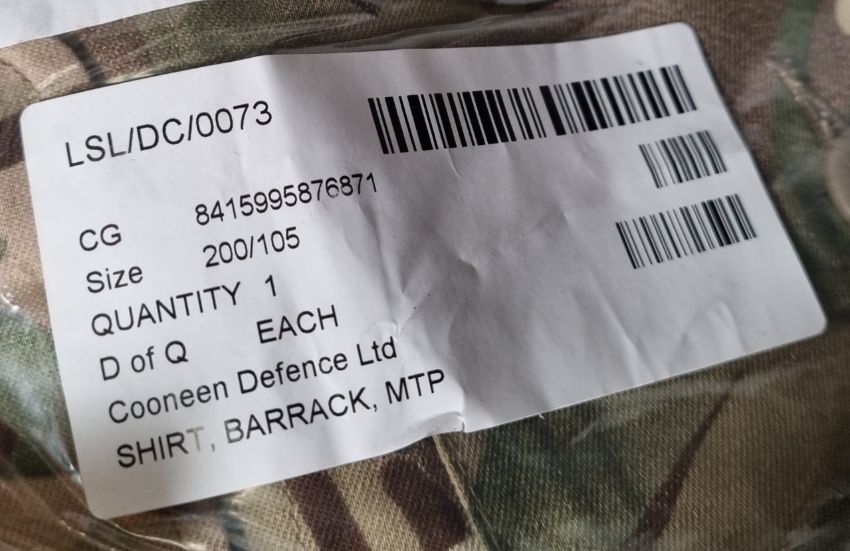 LSL/DC/0073
CG 8415995876871
Size 200/105
QUANTITY 1
D of Q EACH
Cooneen Defence Ltd
SHIRT, BARRACK, MTP